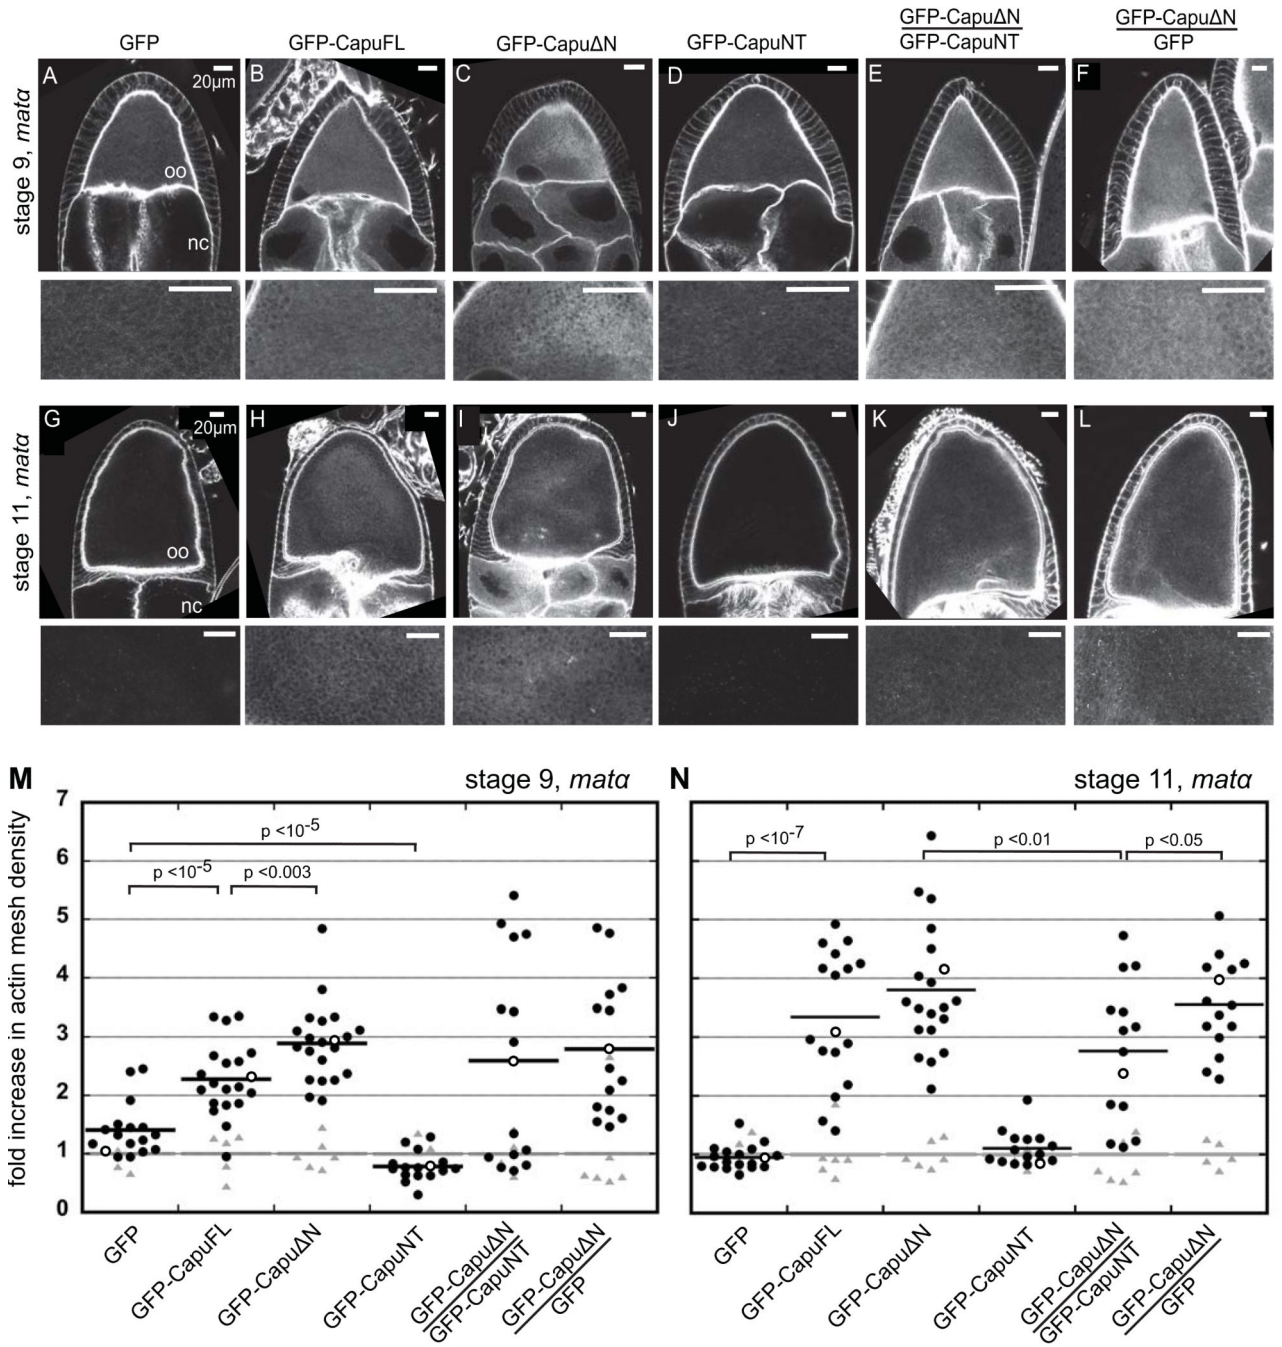 GFP
GFP-CapuFL
GFP-CapuΔN
GFP-CapuNT
GFP-CapuΔN
GFP-CapuNT
GFP-CapuΔN
GFP
stage 9, matα
A
20μm
oo
nc
B
C
D
E
F
stage 11, matα
G
20μm
oo
nc
H
I
J
K
L
M
stage 9, matα
N
stage 11, matα
fold increase in actin mesh density
7
6
5
4
3
2
1
0
p <10-5
p <10-5
p <0.003
p <10-7
p <0.01
p <0.05
GFP
GFP-CapuFL
GFP-CapuΔN
GFP-CapuNT
GFP-CapuΔN
GFP-CapuNT
GFP-CapuΔN
GFP
GFP
GFP-CapuFL
GFP-CapuΔN
GFP-CapuNT
GFP-CapuΔN
GFP-CapuNT
GFP-CapuΔN
GFP